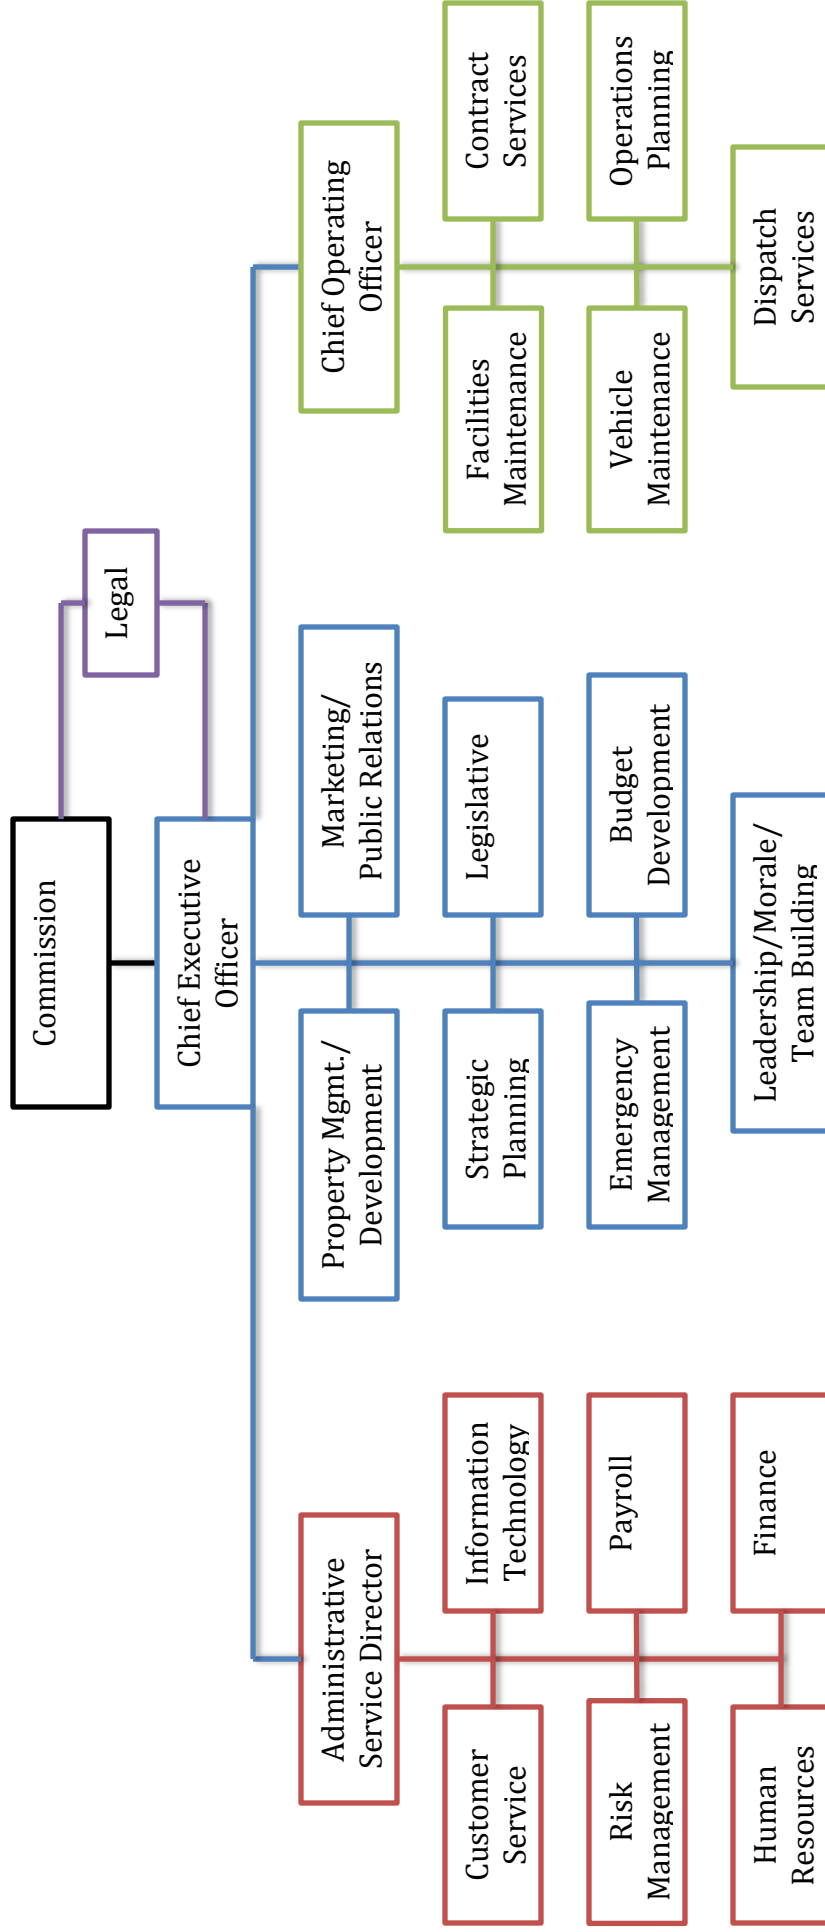 Commission
Legal
Chief Executive
Officer
Administrative
Service Director
Property Mgmt./
Development
Marketing/
Public Relations
Chief Operating
Officer
Customer
Service
Information
Technology
Strategic
Planning
Legislative
Facilities
Maintenance
Contract
Services
Risk
Management
Payroll
Emergency
Management
Budget
Development
Vehicle
Maintenance
Operations
Planning
Human
Resources
Finance
Leadership/Morale/
Team Building
Dispatch
Services